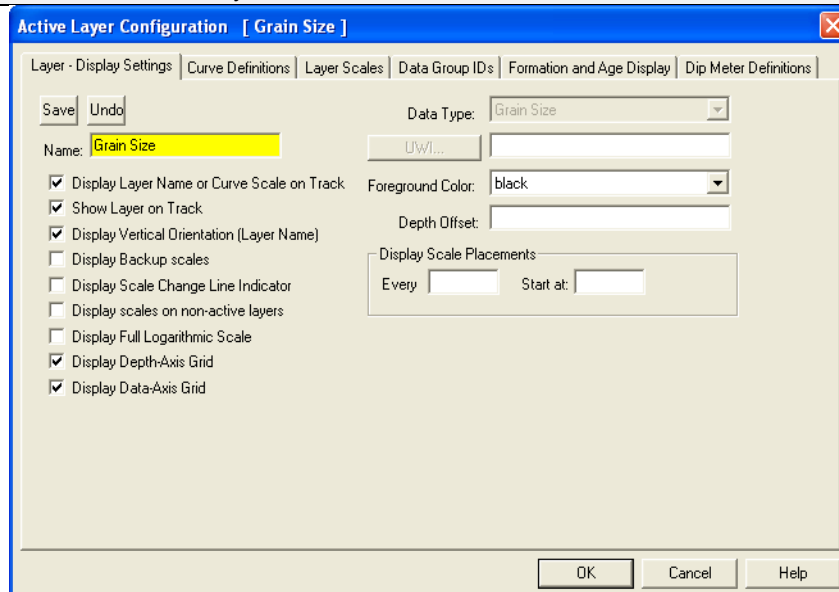 Active Layer Configuration [ Grain Size ]
Layer - Display Settings Curve Definitions Layer Scales Data Group IDs Formation and Age Display Dip Meter Definitions
Save Undo
Name: Grain Size
Display Layer Name or Curve Scale on Track
Show Layer on Track
Display Vertical Orientation (Layer Name)
Display Backup scales
Display Scale Change Line Indicator
Display scales on non-active layers
Display Full Logarithmic Scale
Display Depth-Axis Grid
Display Data-Axis Grid
Data Type: Grain Size
UWI...
Foreground Color: black
Depth Offset:
Display Scale Placements
Every Start at:
OK Cancel Help